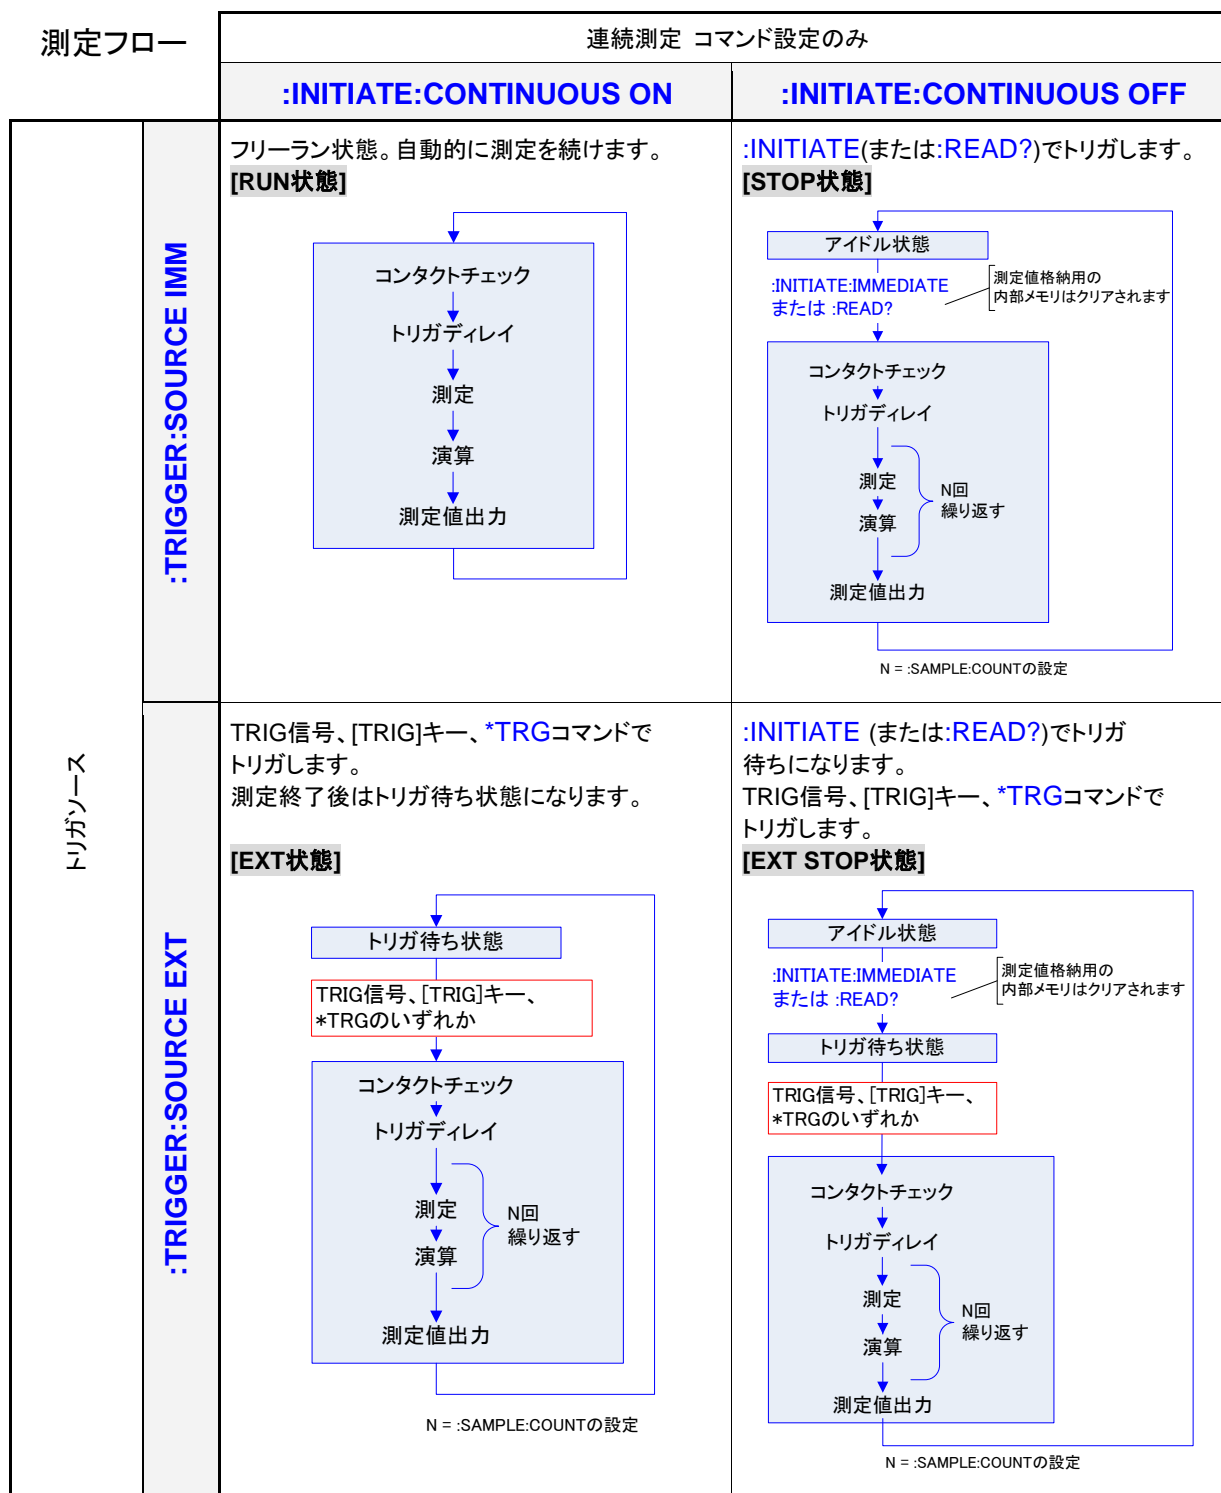 測定フロー
連続測定 コマンド設定のみ
:INITIATE:CONTINUOUS ON
:INITIATE:CONTINUOUS OFF
トリガソース
:TRIGGER:SOURCE IMM
フリーラン状態。自動的に測定を続けます。
[RUN状態]
コンタクトチェック
トリガディレイ
測定
演算
測定値出力
:INITIATE(または:READ?)でトリガします。
[STOP状態]
アイドル状態
:INITIATE:IMMEDIATE
または :READ?
測定値格納用の
内部メモリはクリアされます
コンタクトチェック
トリガディレイ
測定
演算
N回
繰り返す
測定値出力
N = :SAMPLE:COUNTの設定
:TRIGGER:SOURCE EXT
TRIG信号、[TRIG]キー、*TRGコマンドで
トリガします。
測定終了後はトリガ待ち状態になります。
[EXT状態]
トリガ待ち状態
TRIG信号、[TRIG]キー、
*TRGのいずれか
コンタクトチェック
トリガディレイ
測定
演算
N回
繰り返す
測定値出力
N = :SAMPLE:COUNTの設定
:INITIATE (または:READ?)でトリガ
待ちになります。
TRIG信号、[TRIG]キー、*TRGコマンドで
トリガします。
[EXT STOP状態]
アイドル状態
:INITIATE:IMMEDIATE
または :READ?
測定値格納用の
内部メモリはクリアされます
トリガ待ち状態
TRIG信号、[TRIG]キー、
*TRGのいずれか
コンタクトチェック
トリガディレイ
測定
演算
N回
繰り返す
測定値出力
N = :SAMPLE:COUNTの設定